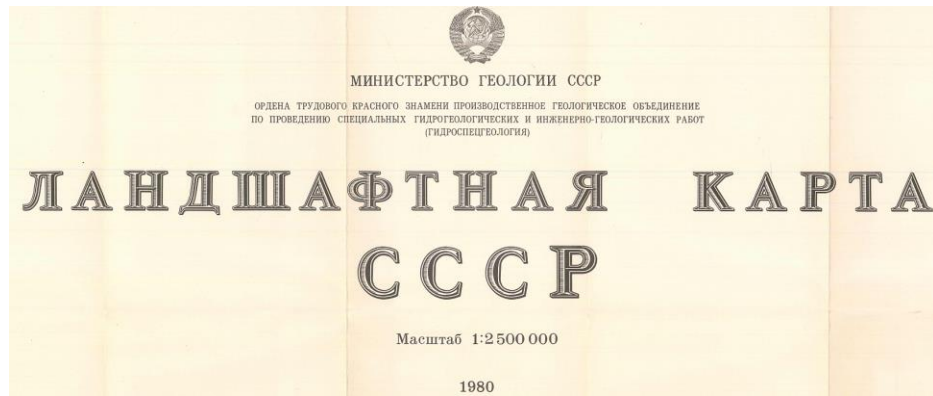 МИНИСТЕРСТВО ГЕОЛОГИИ СССР
ОРДЕНА ТРУДОВОГО КРАСНОГО ЗНАМЕНИ ПРОИЗВОДСТВЕННОЕ ГЕОЛОГИЧЕСКОЕ ОБЪЕДИНЕНИЕ
ПО ПРОВЕДЕНИЮ СПЕЦИАЛЬНЫХ ГИДРОГЕОЛОГИЧЕСКИХ И ИНЖЕНЕРНО-ГЕОЛОГИЧЕСКИХ РАБОТ
(ГИДРОСПЕЦГЕОЛОГИЯ)
ЛАНДШАФТНАЯ КАРТА
СССР
Масштаб 1:2 500 000
1980